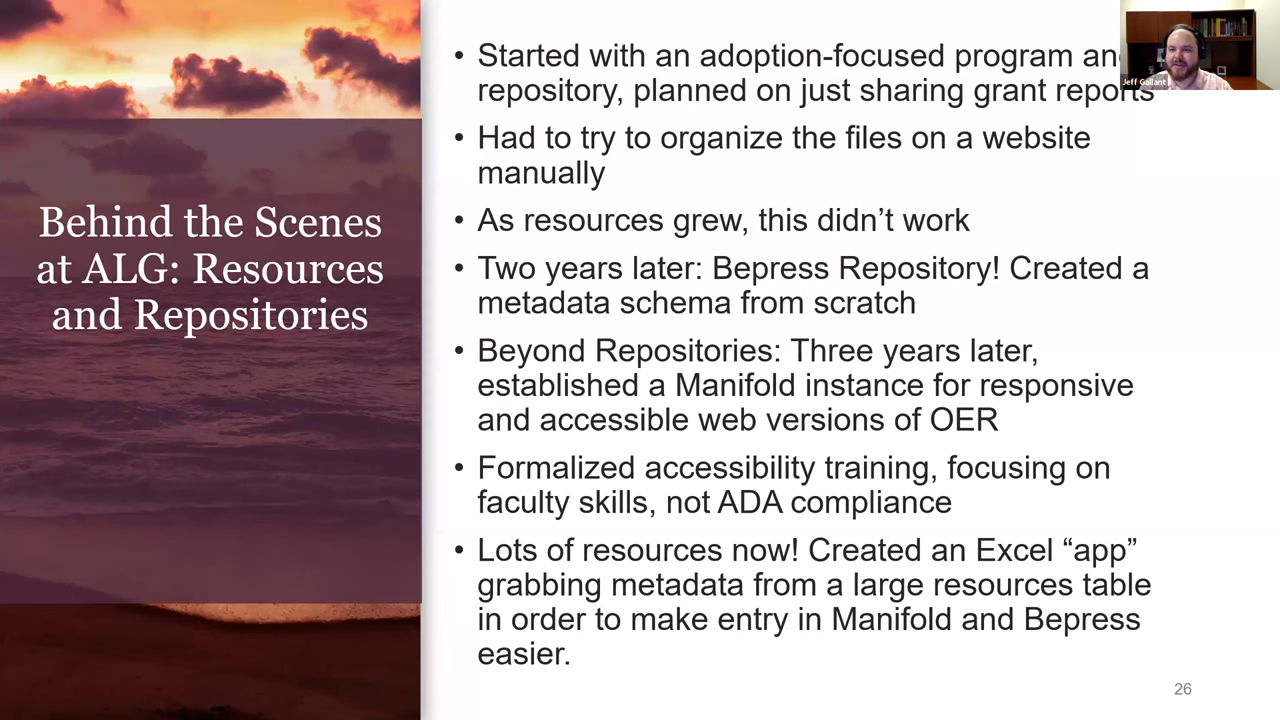 Behind the Scenes
at ALG: Resources
and Repositories
• Started with an adoption-focused program and
repository, planned on just sharing grant reports
• Had to try to organize the files on a website
manually
• As resources grew, this didn’t work
• Two years later: Bepress Repository! Created a
metadata schema from scratch
• Beyond Repositories: Three years later,
established a Manifold instance for responsive
and accessible web versions of OER
• Formalized accessibility training, focusing on
faculty skills, not ADA compliance
• Lots of resources now! Created an Excel “app”
grabbing metadata from a large resources table
in order to make entry in Manifold and Bepress
easier.
Jeff Gallant
26